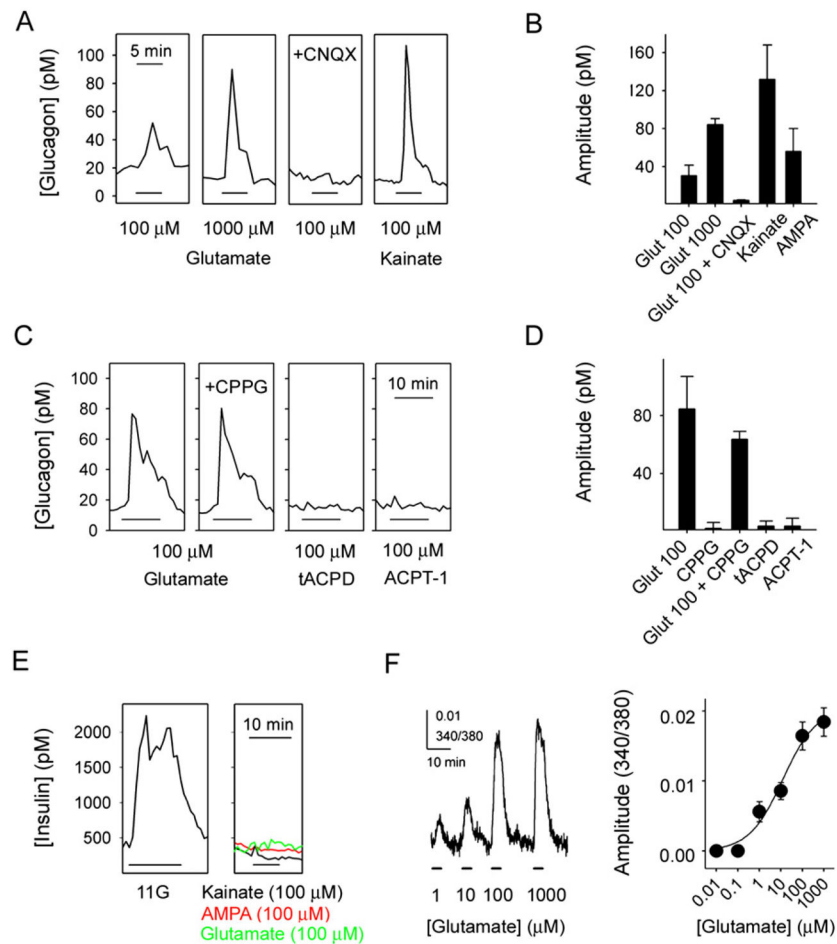 A
[Glucagon] (pM)
100
80
60
40
20
0
5 min
+CNQX
100 μM
1000 μM
100 μM
100 μM
Glutamate
Kainate
B
Amplitude (pM)
160
120
80
40
Glut 100
Glut 1000
Glut 100 + CNQX
Kainate
AMPA
C
[Glucagon] (pM)
100
80
60
40
20
0
+CPPG
10 min
100 μM
100 μM
100 μM
Glutamate
tACPD
ACPT-1
D
Amplitude (pM)
80
40
Glut 100
CPPG
Glut 100 + CPPG
tACPD
ACPT-1
E
[Insulin] (pM)
2000
1500
1000
500
10 min
11G
Kainate (100 μM)
AMPA (100 μM)
Glutamate (100 μM)
F
0.01
340/380
10 min
1
10
100
1000
[Glutamate]
(μM)
Amplitude (340/380)
0.02
0.01
0.00
0.01
0.1
1
10
100
1000
[Glutamate] (μM)